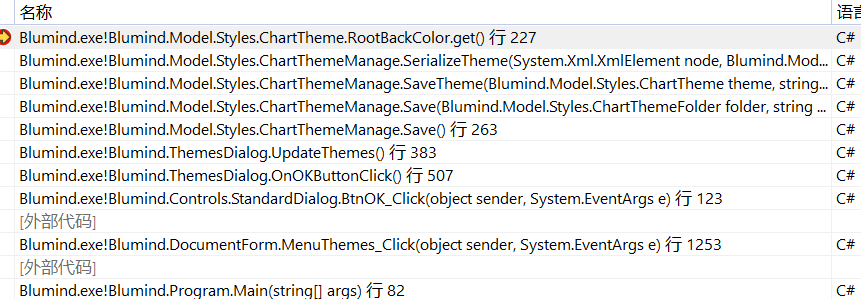 名称 语言
Blumind.exe!Blumind.Model.Styles.ChartTheme.RootBackColor.get() 行 227 C#
Blumind.exe!Blumind.Model.Styles.ChartThemeManage.SerializeTheme(System.Xml.XmlElement node, Blumind.Mod... C#
Blumind.exe!Blumind.Model.Styles.ChartThemeManage.SaveTheme(Blumind.Model.Styles.ChartTheme theme, string... C#
Blumind.exe!Blumind.Model.Styles.ChartThemeManage.Save(Blumind.Model.Styles.ChartThemeFolder folder, string ... C#
Blumind.exe!Blumind.Model.Styles.ChartThemeManage.Save() 行 263 C#
Blumind.exe!Blumind.ThemesDialog.UpdateThemes() 行 383 C#
Blumind.exe!Blumind.ThemesDialog.OnOKButtonClick() 行 507 C#
Blumind.exe!Blumind.Controls.StandardDialog.BtnOK_Click(object sender, System.EventArgs e) 行 123 C#
[外部代码]
Blumind.exe!Blumind.DocumentForm.MenuThemes_Click(object sender, System.EventArgs e) 行 1253 C#
[外部代码]
Blumind.exe!Blumind.Program.Main(string[] args) 行 82 C#